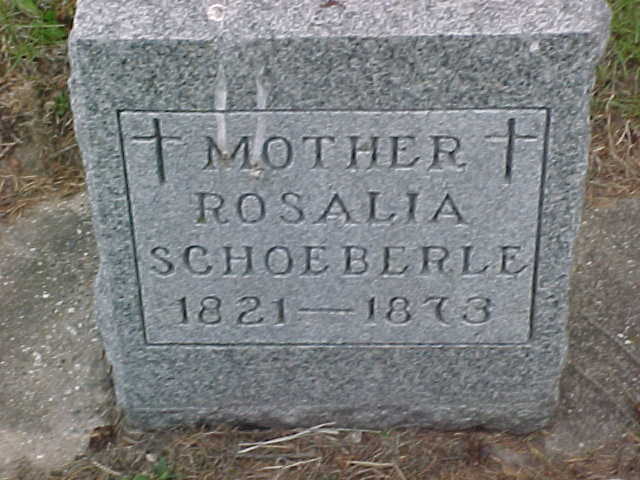 MOTHER
ROSALIA
SCHOEBERLE
1821—1873